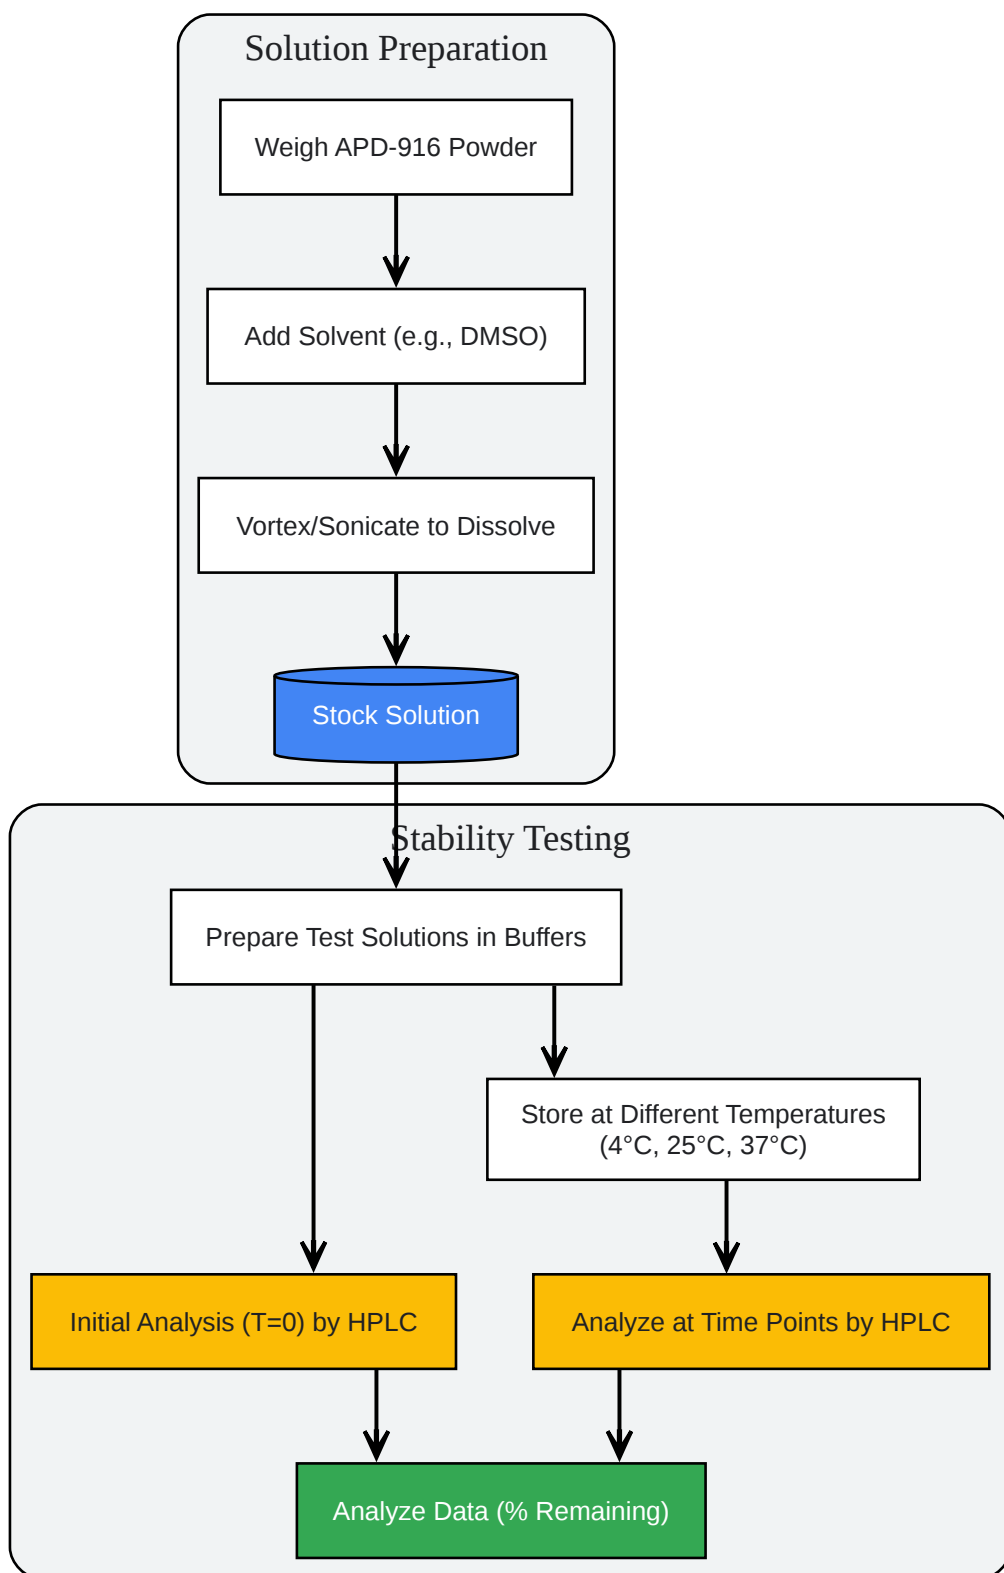 Solution Preparation
Weigh APD-916 Powder
Add Solvent (e.g., DMSO)
Vortex/Sonicate to Dissolve
Stock Solution
Stability Testing
Prepare Test Solutions in Buffers
Store at Different Temperatures
(4°C, 25°C, 37°C)
Initial Analysis (T=0) by HPLC
Analyze at Time Points by HPLC
Analyze Data (% Remaining)